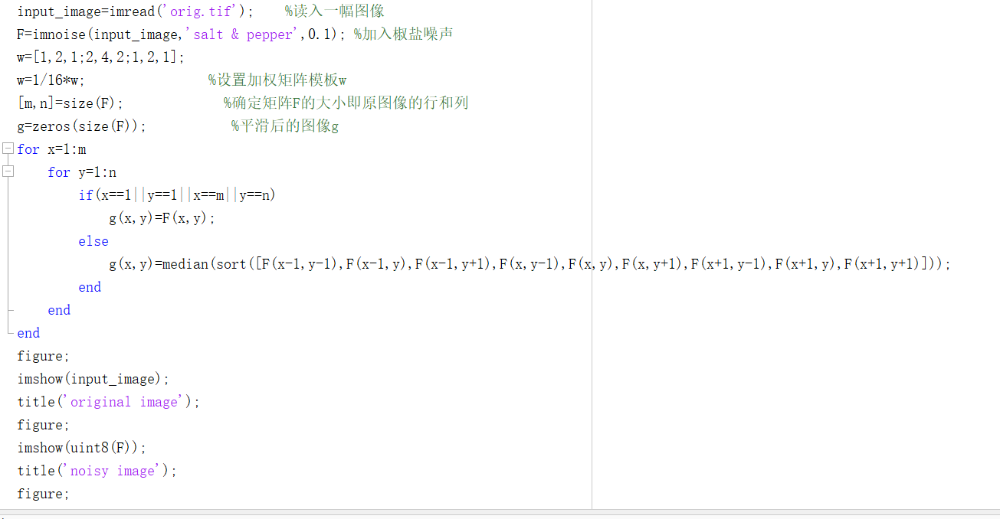 input_image=imread('orig.tif');    %读入一幅图像
F=imnoise(input_image,'salt & pepper',0.1); %加入椒盐噪声
w=[1,2,1;2,4,2;1,2,1];
w=1/16*w;                %设置加权矩阵模板w
[m,n]=size(F);             %确定矩阵F的大小即原图像的行和列
g=zeros(size(F));           %平滑后的图像g
for x=1:m
    for y=1:n
        if(x==1||y==1||x==m||y==n)
            g(x,y)=F(x,y);
        else
            g(x,y)=median(sort([F(x-1,y-1),F(x-1,y),F(x-1,y+1),F(x,y-1),F(x,y),F(x,y+1),F(x+1,y-1),F(x+1,y),F(x+1,y+1)]));
        end
    end
end
figure;
imshow(input_image);
title('original image');
figure;
imshow(uint8(F));
title('noisy image');
figure;